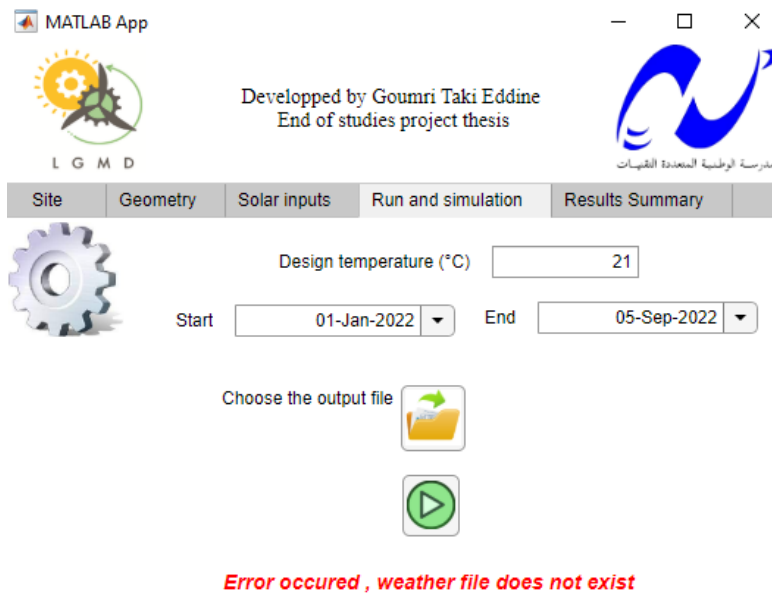 MATLAB App
Developped by Goumri Taki Eddine
End of studies project thesis
L G M D
المدرسة الوطنية المتعددة التقنيات
Site Geometry Solar inputs Run and simulation Results Summary
Design temperature (°C) 21
Start 01-Jan-2022 End 05-Sep-2022
Choose the output file
Error occured , weather file does not exist